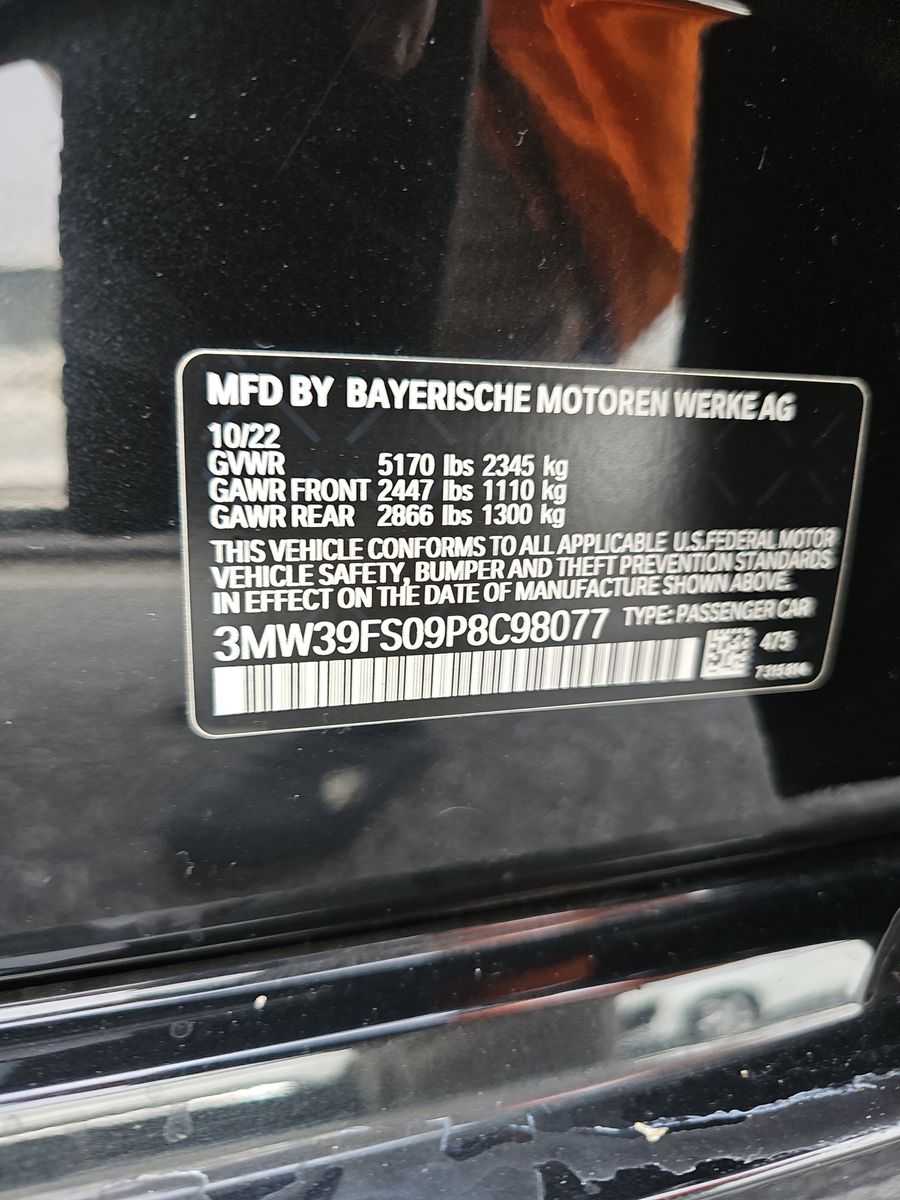 MFD BY BAYERISCHE MOTOREN WERKE AG
10/22
GVWR 5170 lbs 2345 kg
GAWR FRONT 2447 lbs 1110 kg
GAWR REAR 2866 lbs 1300 kg
THIS VEHICLE CONFORMS TO ALL APPLICABLE U.S.FEDERAL MOTOR
VEHICLE SAFETY, BUMPER AND THEFT PREVENTION STANDARDS
IN EFFECT ON THE DATE OF MANUFACTURE SHOWN ABOVE.
3MW39FS09P8C98077 TYPE: PASSENGER CAR
475